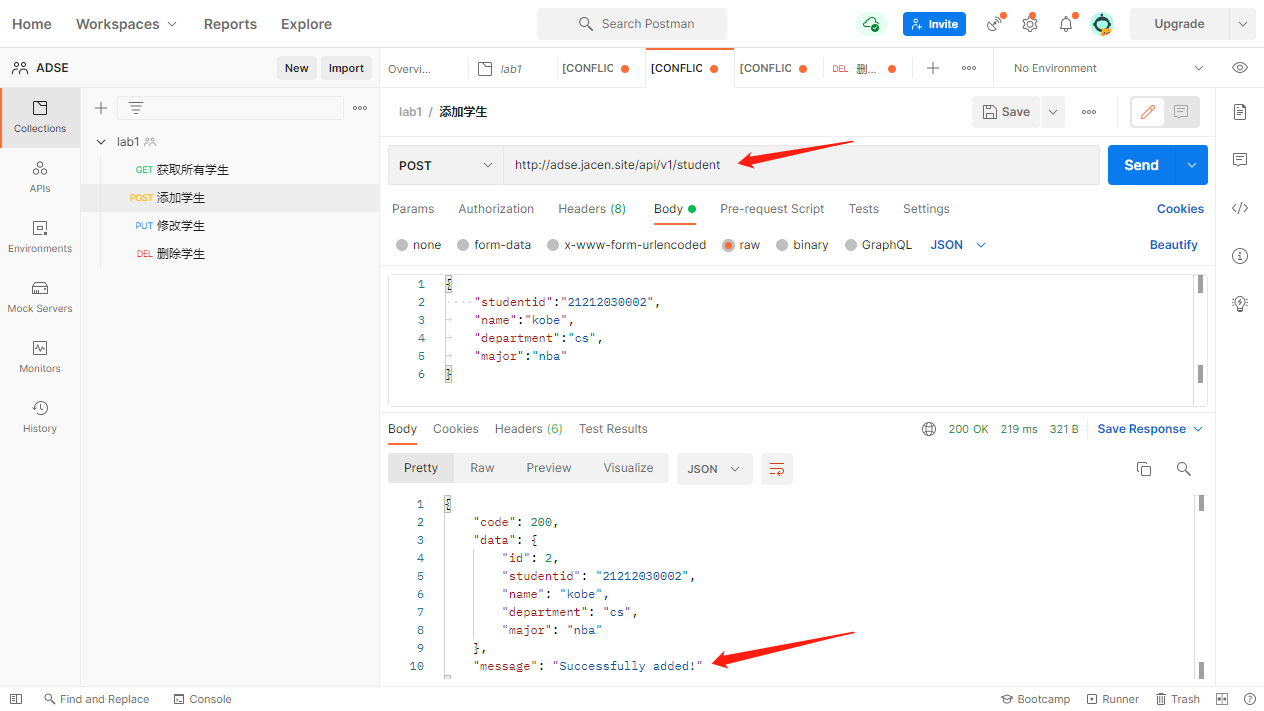 Home Workspaces Reports Explore Search Postman Invite Upgrade
ADSE New Import Overvi... lab1 [CONFLIC [CONFLIC [CONFLIC DEL 删... No Environment
Collections
APIs
Environments
Mock Servers
Monitors
History
lab1
GET 获取所有学生
POST 添加学生
PUT 修改学生
DEL 删除学生
lab1 / 添加学生 Save
POST http://adse.jacen.site/api/v1/student Send
Params Authorization Headers (8) Body Pre-request Script Tests Settings Cookies
none form-data x-www-form-urlencoded raw binary GraphQL JSON Beautify
1 {
2 "studentid":"21212030002",
3 "name":"kobe",
4 "department":"cs",
5 "major":"nba"
6 }
Body Cookies Headers (6) Test Results 200 OK 219 ms 321 B Save Response
Pretty Raw Preview Visualize JSON
1 {
2 "code": 200,
3 "data": {
4 "id": 2,
5 "studentid": "21212030002",
6 "name": "kobe",
7 "department": "cs",
8 "major": "nba"
9 },
10 "message": "Successfully added!"
Find and Replace Console Bootcamp Runner Trash